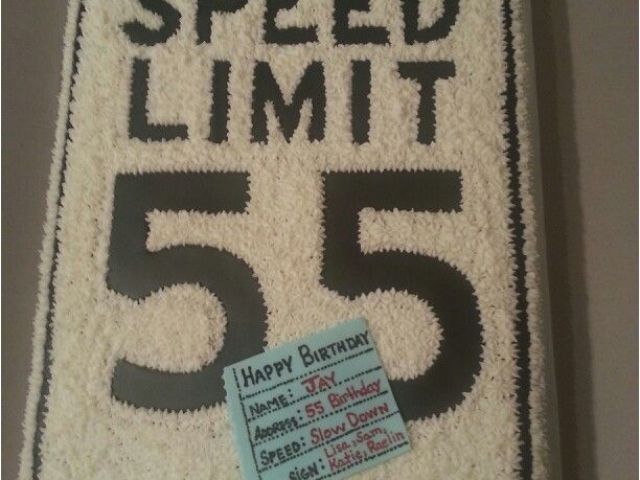 SPEED
LIMIT
55
HAPPY BIRTHDAY
NAME: JAY
ADDRESS: 55 Birthday
SPEED: Slow Down
SIGN: Lisa, Sam,
Katie, Raelin